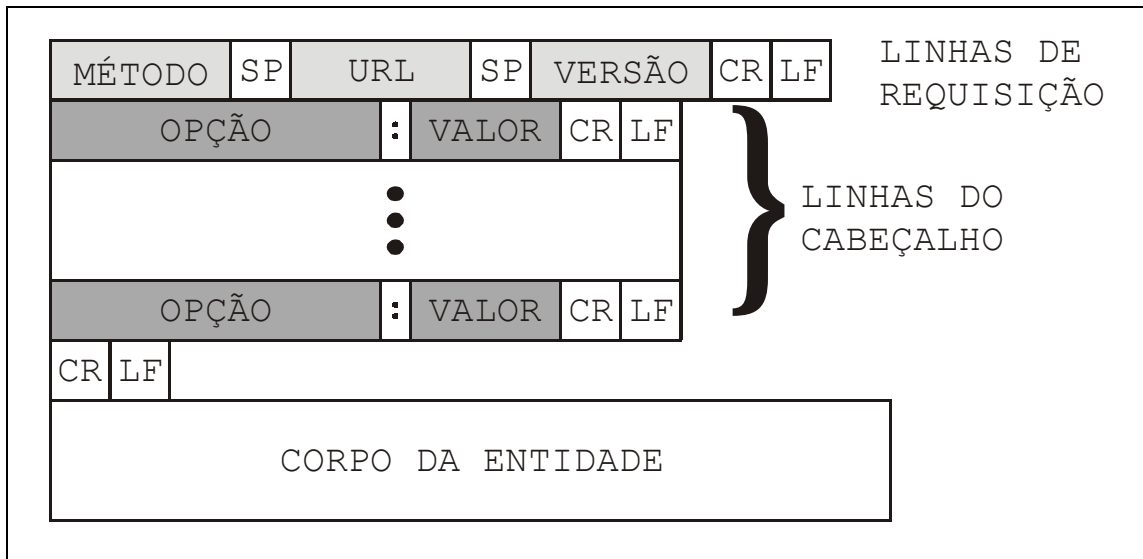 MÉTODO SP URL SP VERSÃO CR LF
LINHAS DE
REQUISIÇÃO
OPÇÃO : VALOR CR LF
LINHAS DO
CABEÇALHO
OPÇÃO : VALOR CR LF
CR LF
CORPO DA ENTIDADE